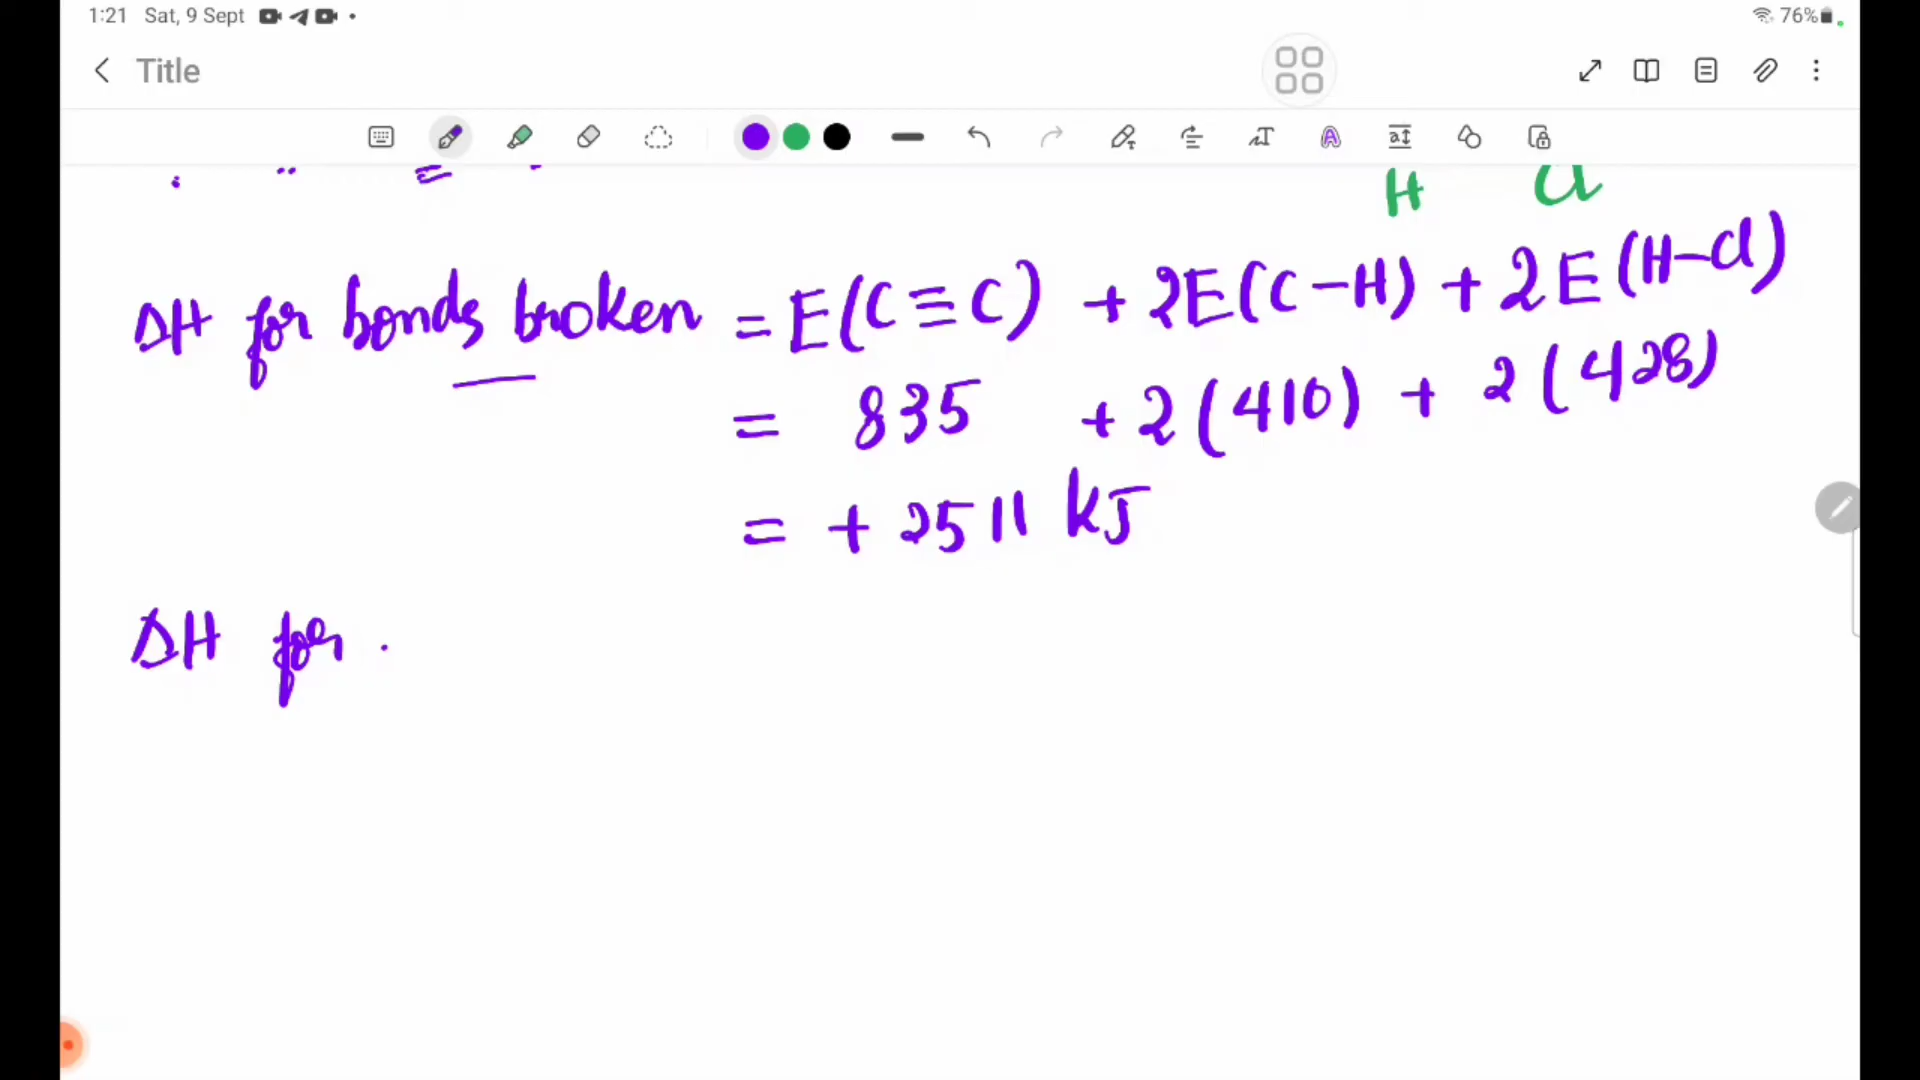 1:21 Sat, 9 Sept
76%
Title
H Cl
ΔH for bonds broken = E(C≡C) + 2E(C-H) + 2E(H-Cl)
= 835 + 2(410) + 2(428)
= + 2511 kJ
ΔH for .